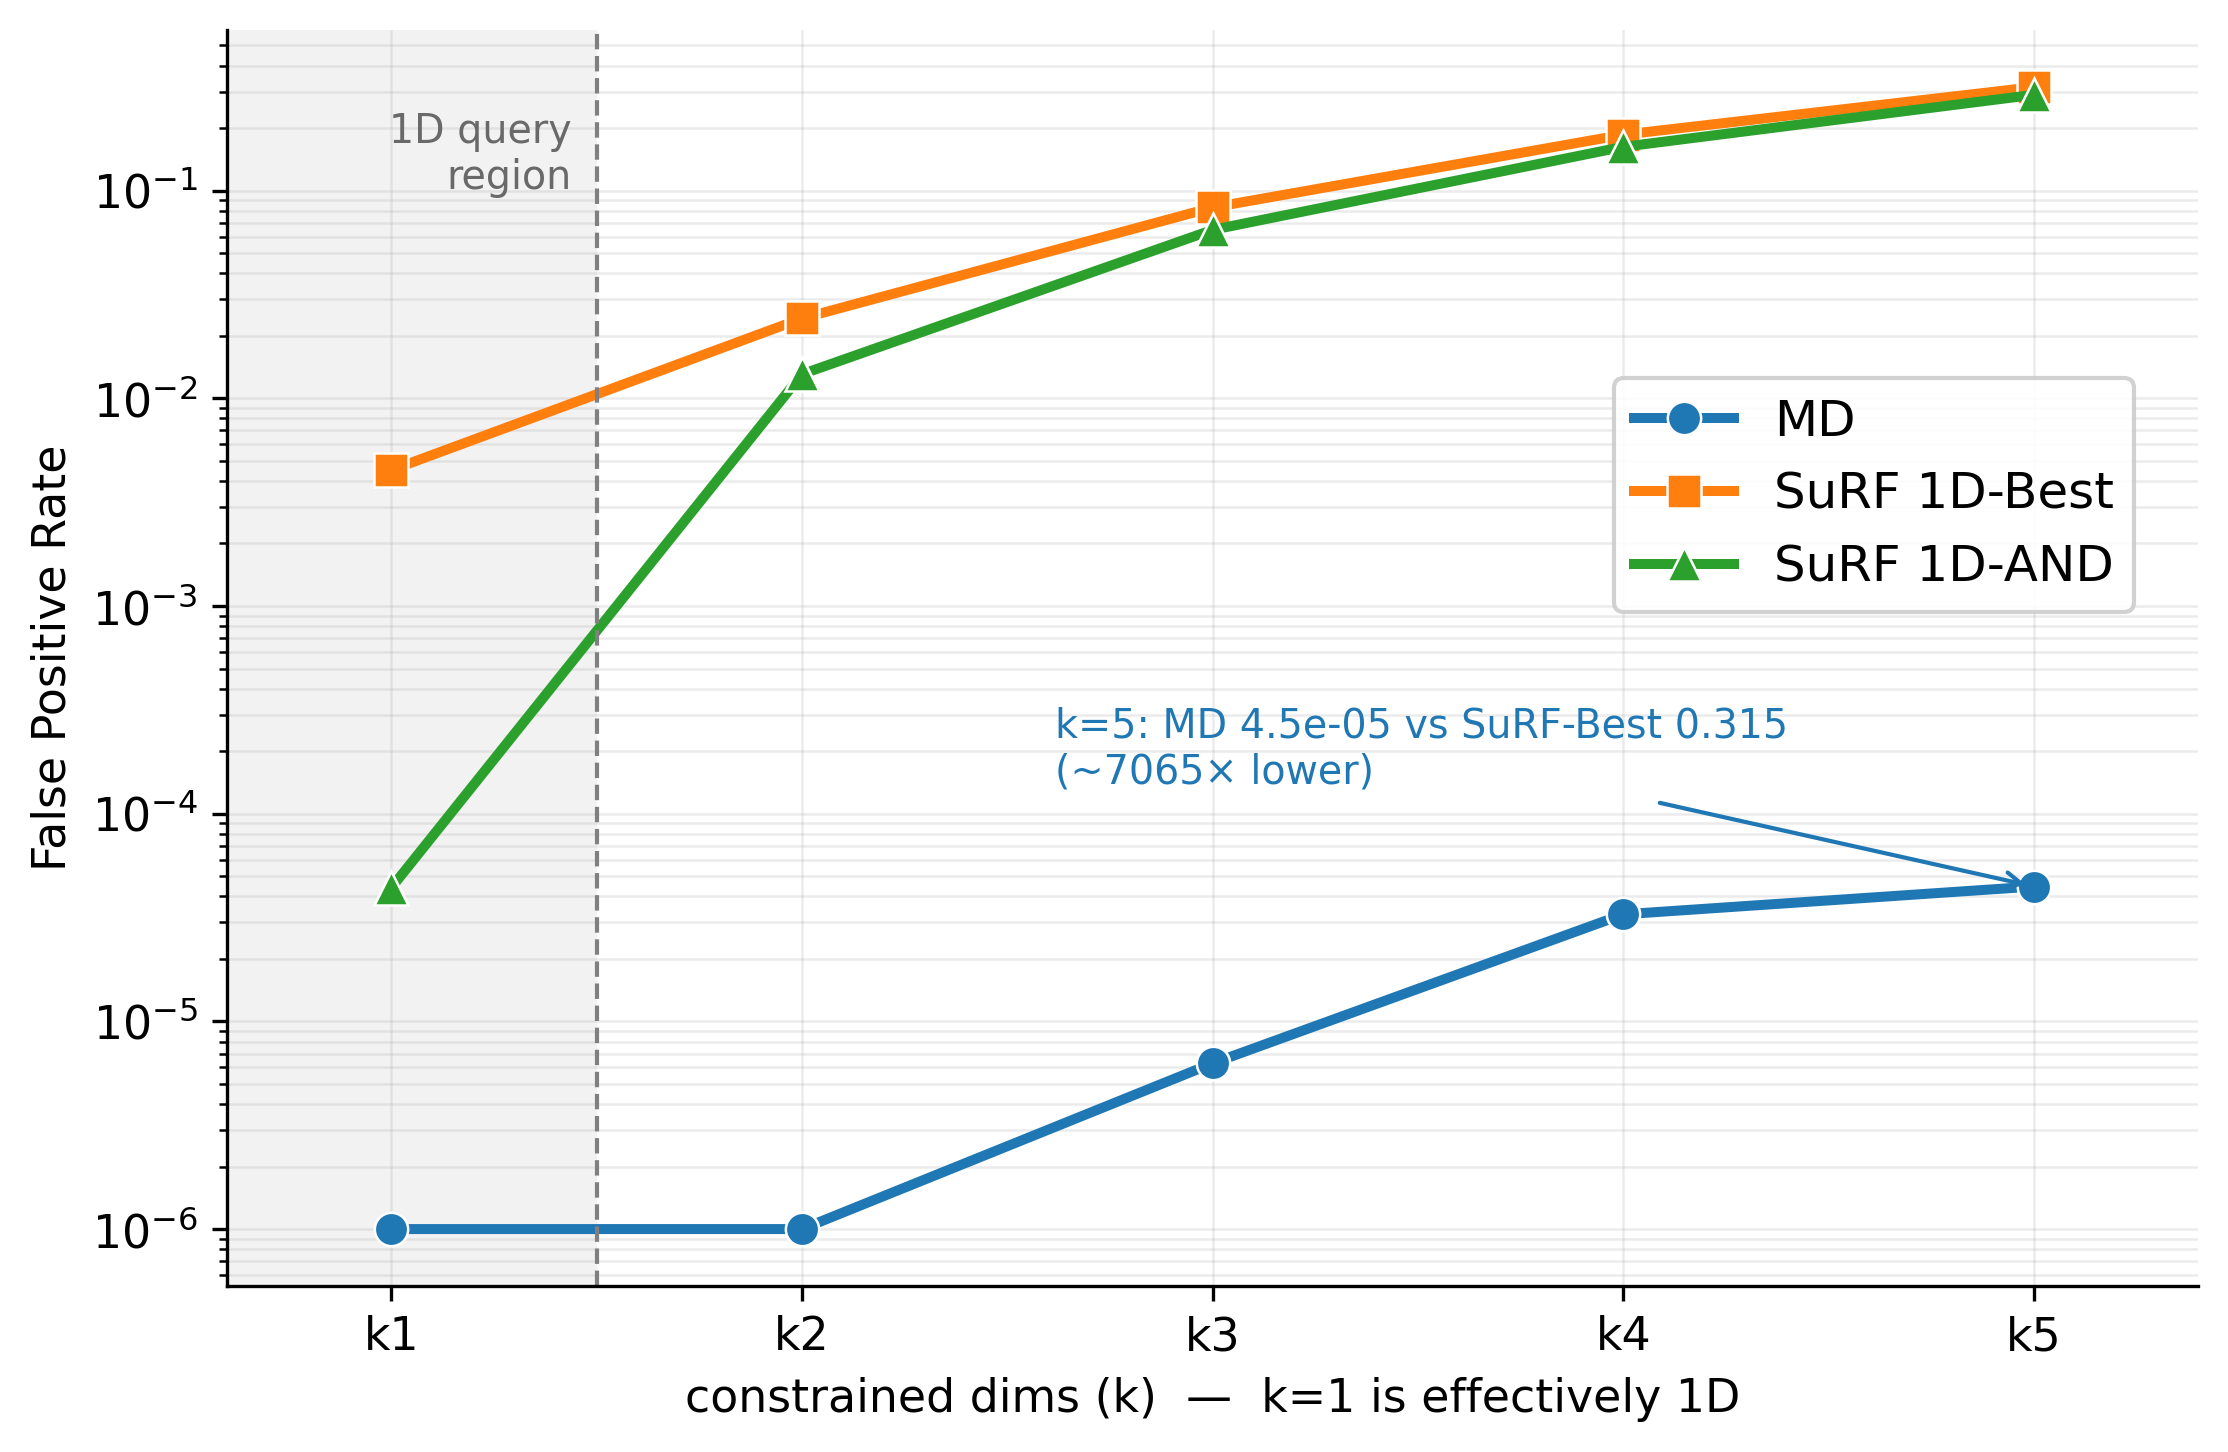 1D query
region
False Positive Rate
10⁻¹
10⁻²
10⁻³
10⁻⁴
10⁻⁵
10⁻⁶
MD
SuRF 1D-Best
SuRF 1D-AND
k=5: MD 4.5e-05 vs SuRF-Best 0.315
(~7065× lower)
k1
k2
k3
k4
k5
constrained dims (k) — k=1 is effectively 1D